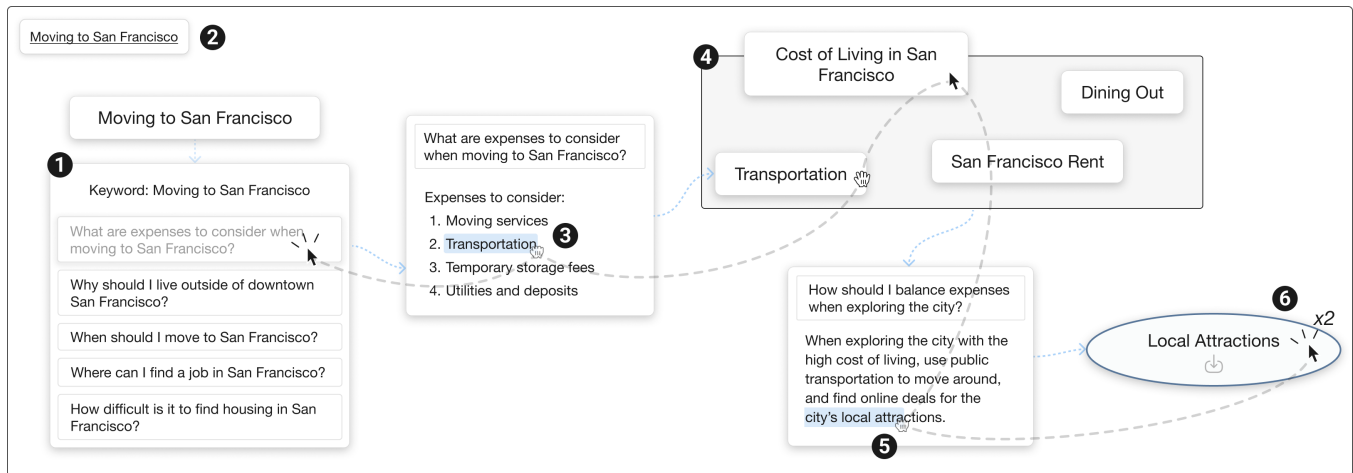 Moving to San Francisco
2
Moving to San Francisco
1
Keyword: Moving to San Francisco
What are expenses to consider when
moving to San Francisco?
Why should I live outside of downtown
San Francisco?
When should I move to San Francisco?
Where can I find a job in San Francisco?
How difficult is it to find housing in San
Francisco?
What are expenses to consider
when moving to San Francisco?
Expenses to consider:
1. Moving services
2. Transportation
3
3. Temporary storage fees
4. Utilities and deposits
4
Cost of Living in San
Francisco
Dining Out
San Francisco Rent
Transportation
How should I balance expenses
when exploring the city?
When exploring the city with the
high cost of living, use public
transportation to move around,
and find online deals for the
city's local attractions.
5
6
x2
Local Attractions